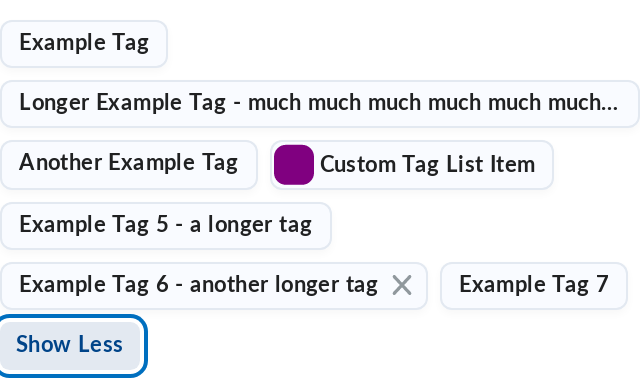 Example Tag
Longer Example Tag - much much much much much much...
Another Example Tag Custom Tag List Item
Example Tag 5 - a longer tag
Example Tag 6 - another longer tag Example Tag 7
Show Less